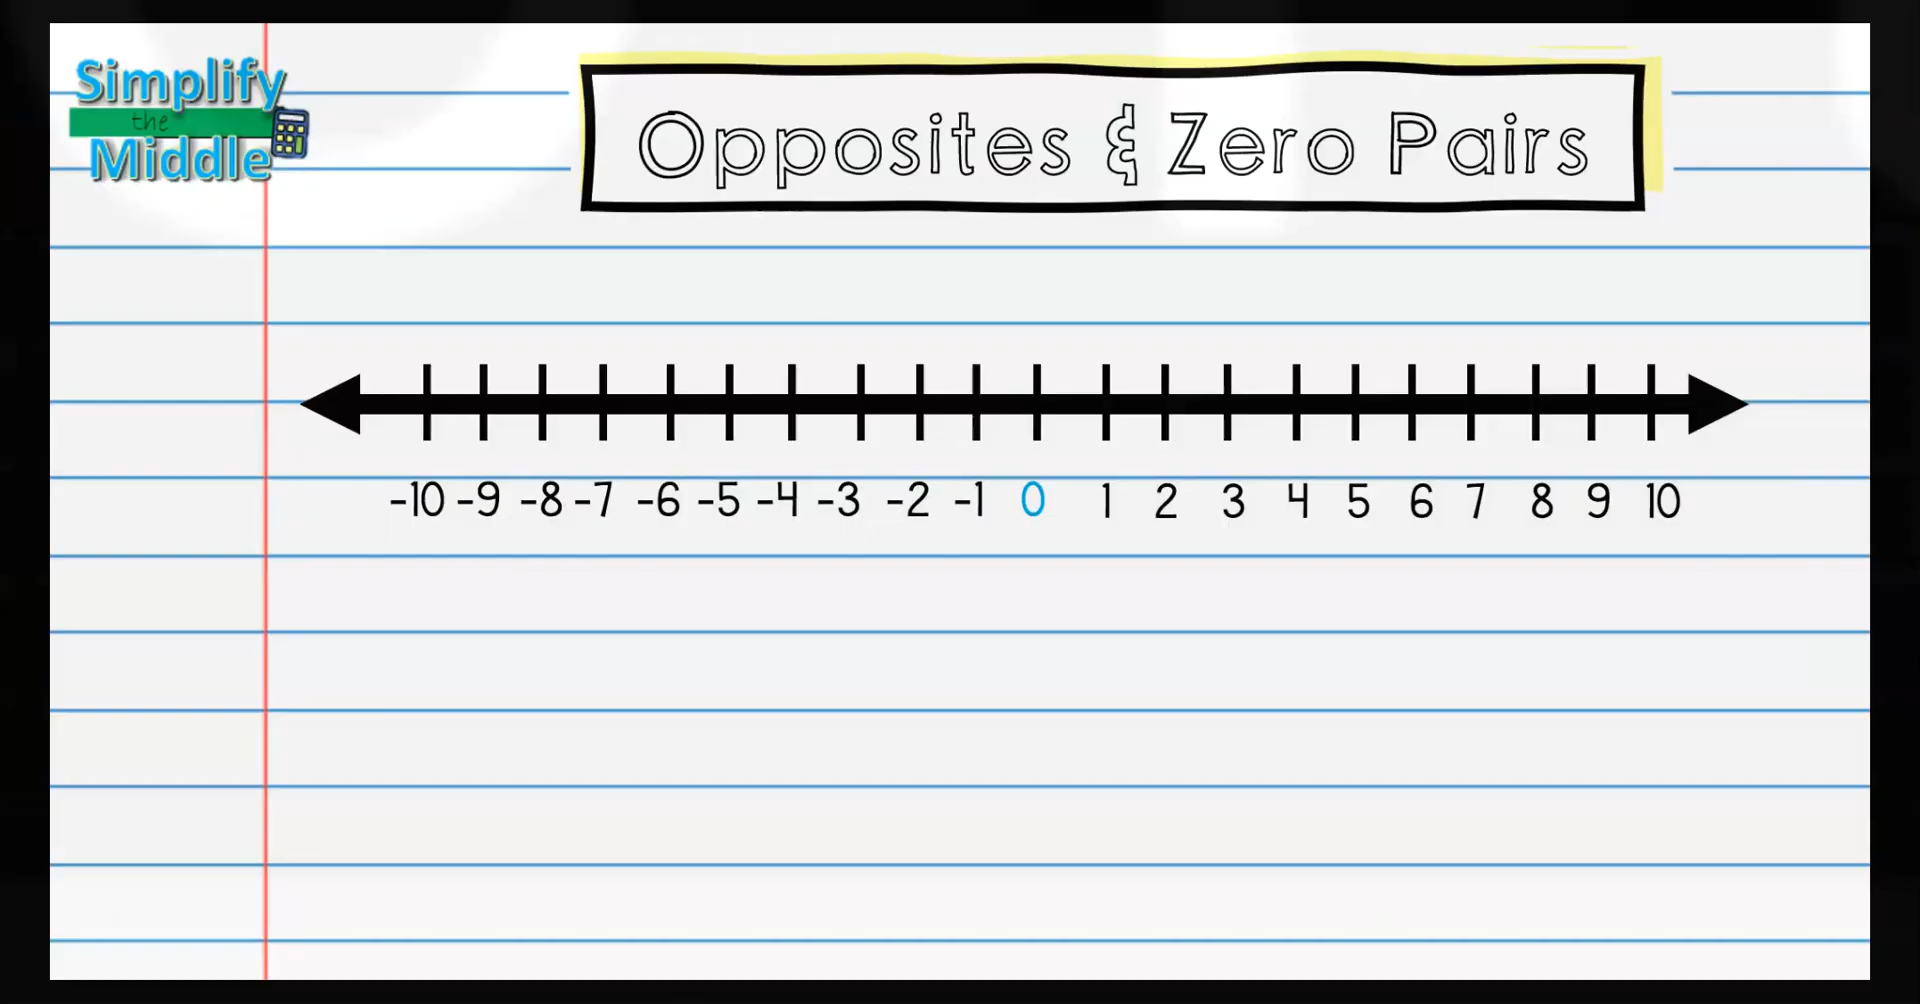 Simplify
the
Middle
Opposites & Zero Pairs
-10 -9 -8 -7 -6 -5 -4 -3 -2 -1 0 1 2 3 4 5 6 7 8 9 10